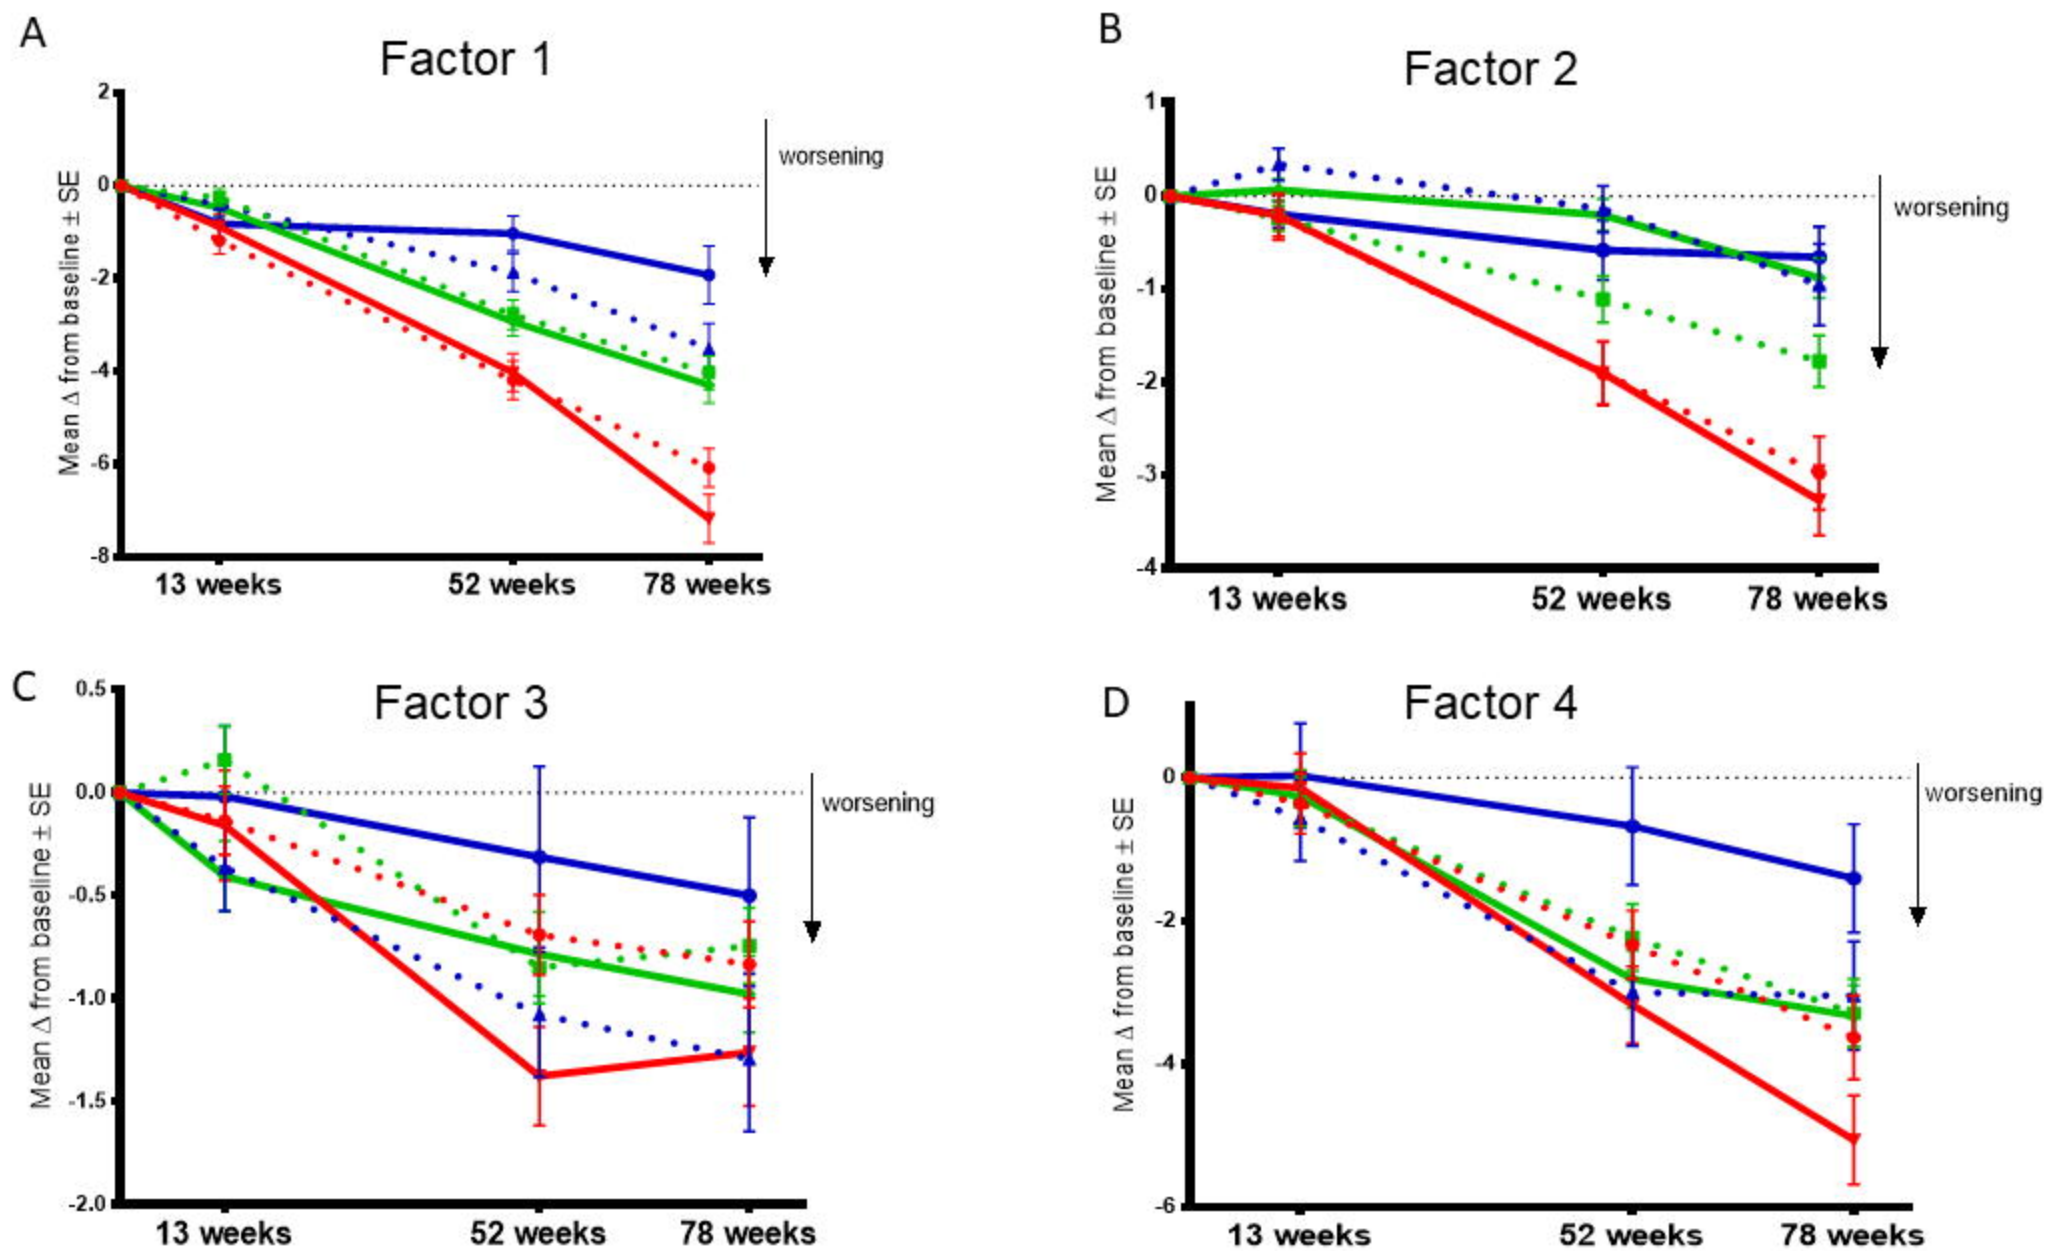 A
Factor 1
Mean Δ from baseline ± SE
2
0
-2
-4
-6
-8
13 weeks
52 weeks
78 weeks
worsening
B
Factor 2
Mean Δ from baseline ± SE
1
0
-1
-2
-3
-4
13 weeks
52 weeks
78 weeks
worsening
C
Factor 3
Mean Δ from baseline ± SE
0.5
0.0
-0.5
-1.0
-1.5
-2.0
13 weeks
52 weeks
78 weeks
worsening
D
Factor 4
Mean Δ from baseline ± SE
0
-2
-4
-6
13 weeks
52 weeks
78 weeks
worsening